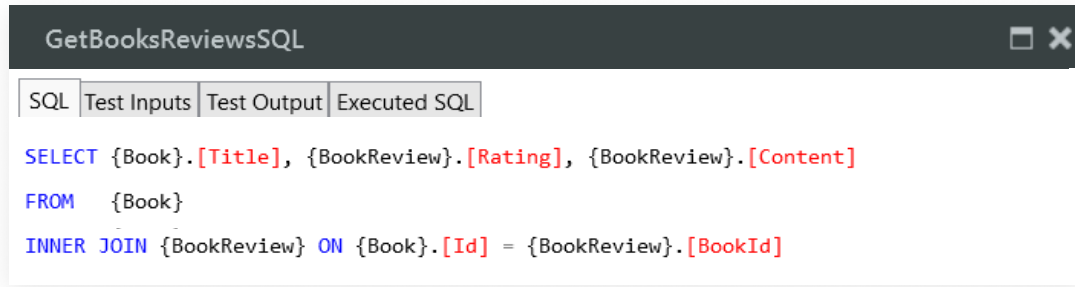 GetBooksReviewsSQL
SQL Test Inputs Test Output Executed SQL
SELECT {Book}.[Title], {BookReview}.[Rating], {BookReview}.[Content]
FROM {Book}
INNER JOIN {BookReview} ON {Book}.[Id] = {BookReview}.[BookId]